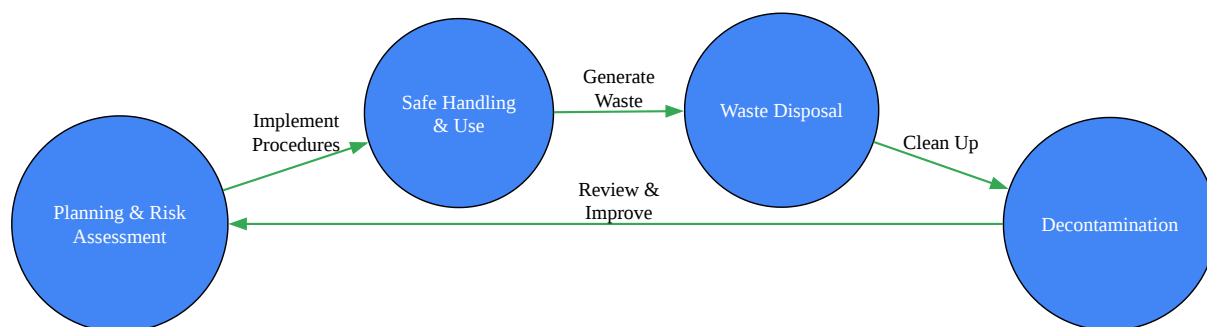 Planning & Risk
Assessment
Implement
Procedures
Safe Handling
& Use
Generate
Waste
Waste Disposal
Clean Up
Decontamination
Review &
Improve